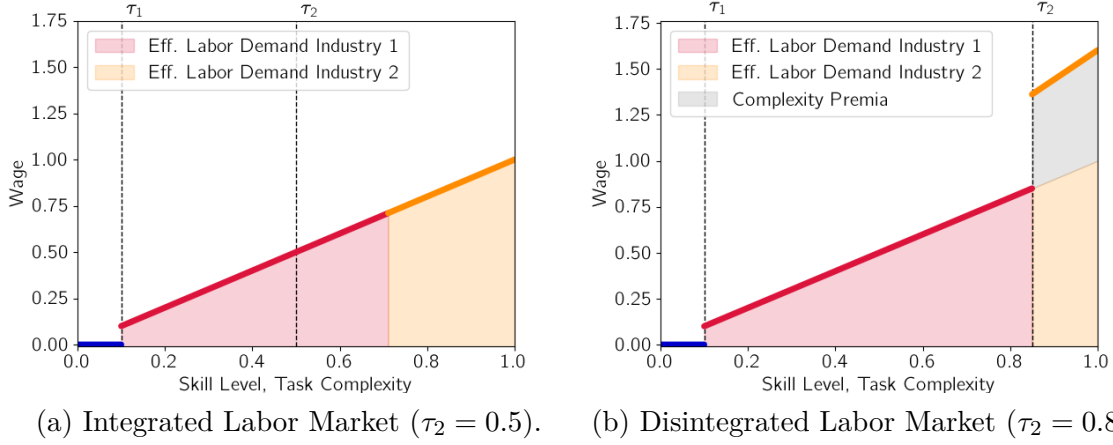 τ₁ τ₂
1.75
1.50
1.25
1.00
0.75
0.50
0.25
0.00
Wage
Eff. Labor Demand Industry 1
Eff. Labor Demand Industry 2
0.0 0.2 0.4 0.6 0.8 1.0
Skill Level, Task Complexity
(a) Integrated Labor Market (τ₂ = 0.5).
τ₁ τ₂
1.75
1.50
1.25
1.00
0.75
0.50
0.25
0.00
Wage
Eff. Labor Demand Industry 1
Eff. Labor Demand Industry 2
Complexity Premia
0.0 0.2 0.4 0.6 0.8 1.0
Skill Level, Task Complexity
(b) Disintegrated Labor Market (τ₂ = 0.8